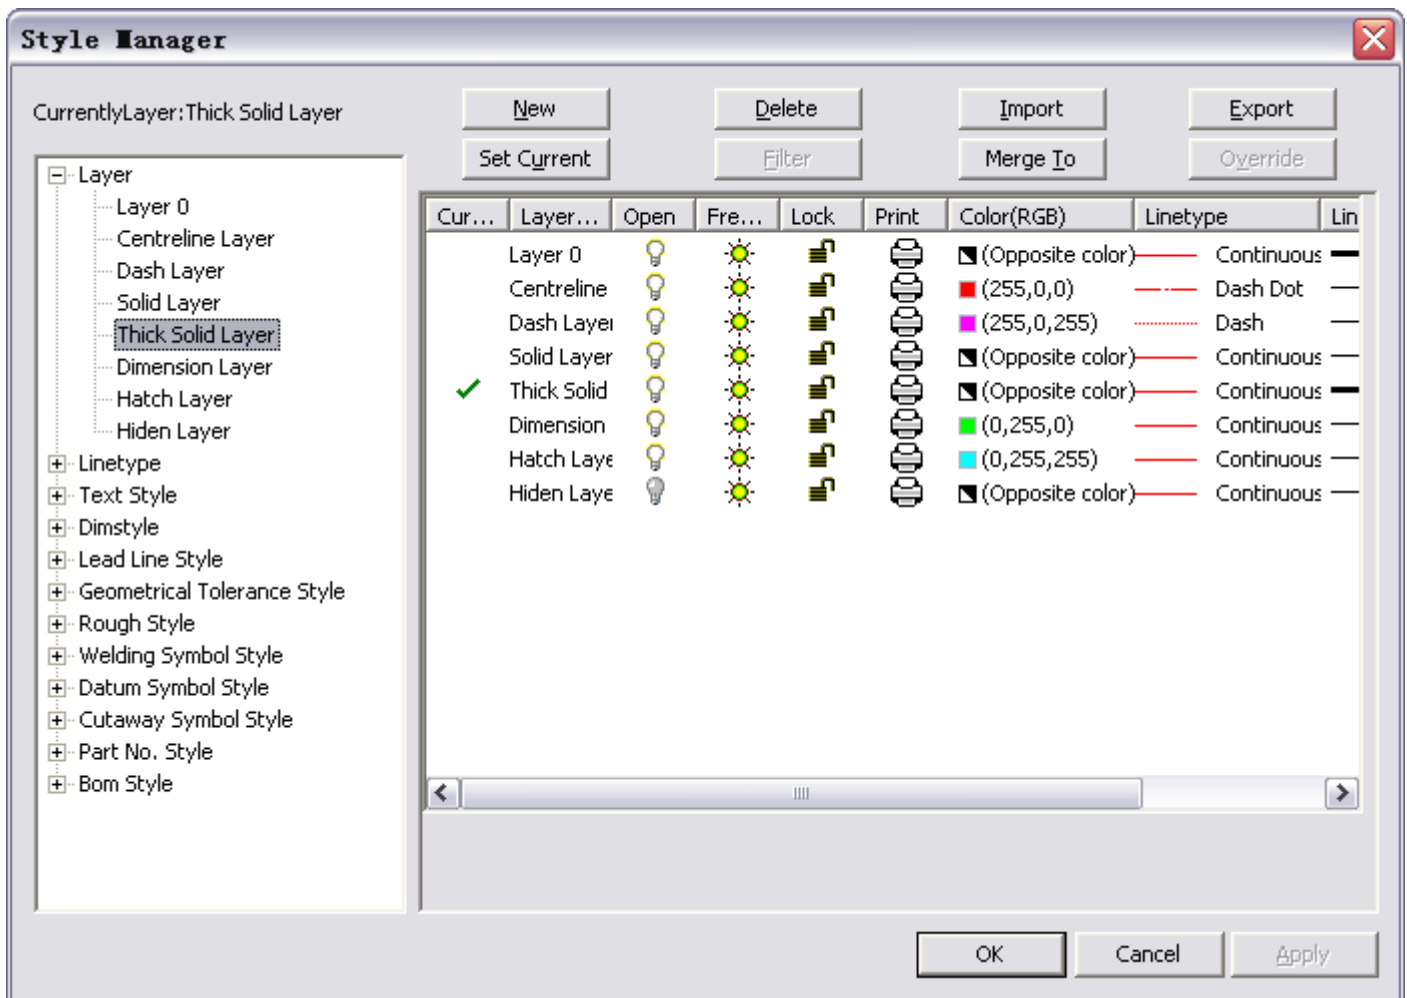 Style Manager
CurrentlyLayer:Thick Solid Layer
New Delete Import Export
Set Current Filter Merge To Override
Layer
Layer 0
Centreline Layer
Dash Layer
Solid Layer
Thick Solid Layer
Dimension Layer
Hatch Layer
Hiden Layer
Linetype
Text Style
Dimstyle
Lead Line Style
Geometrical Tolerance Style
Rough Style
Welding Symbol Style
Datum Symbol Style
Cutaway Symbol Style
Part No. Style
Bom Style
Cur... Layer... Open Fre... Lock Print Color(RGB) Linetype Lin
Layer 0 (Opposite color) Continuous
Centreline (255,0,0) Dash Dot
Dash Layer (255,0,255) Dash
Solid Layer (Opposite color) Continuous
Thick Solid (Opposite color) Continuous
Dimension (0,255,0) Continuous
Hatch Laye (0,255,255) Continuous
Hiden Laye (Opposite color) Continuous
OK Cancel Apply